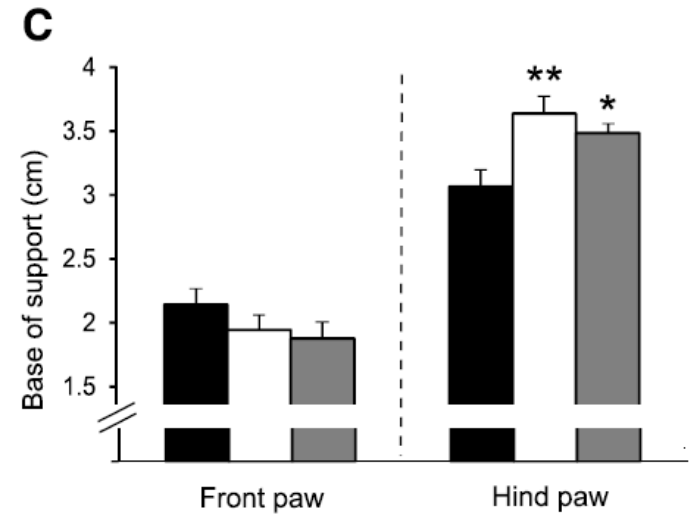 C
4
3.5
3
2.5
2
1.5
Base of support (cm)
**
*
Front paw
Hind paw